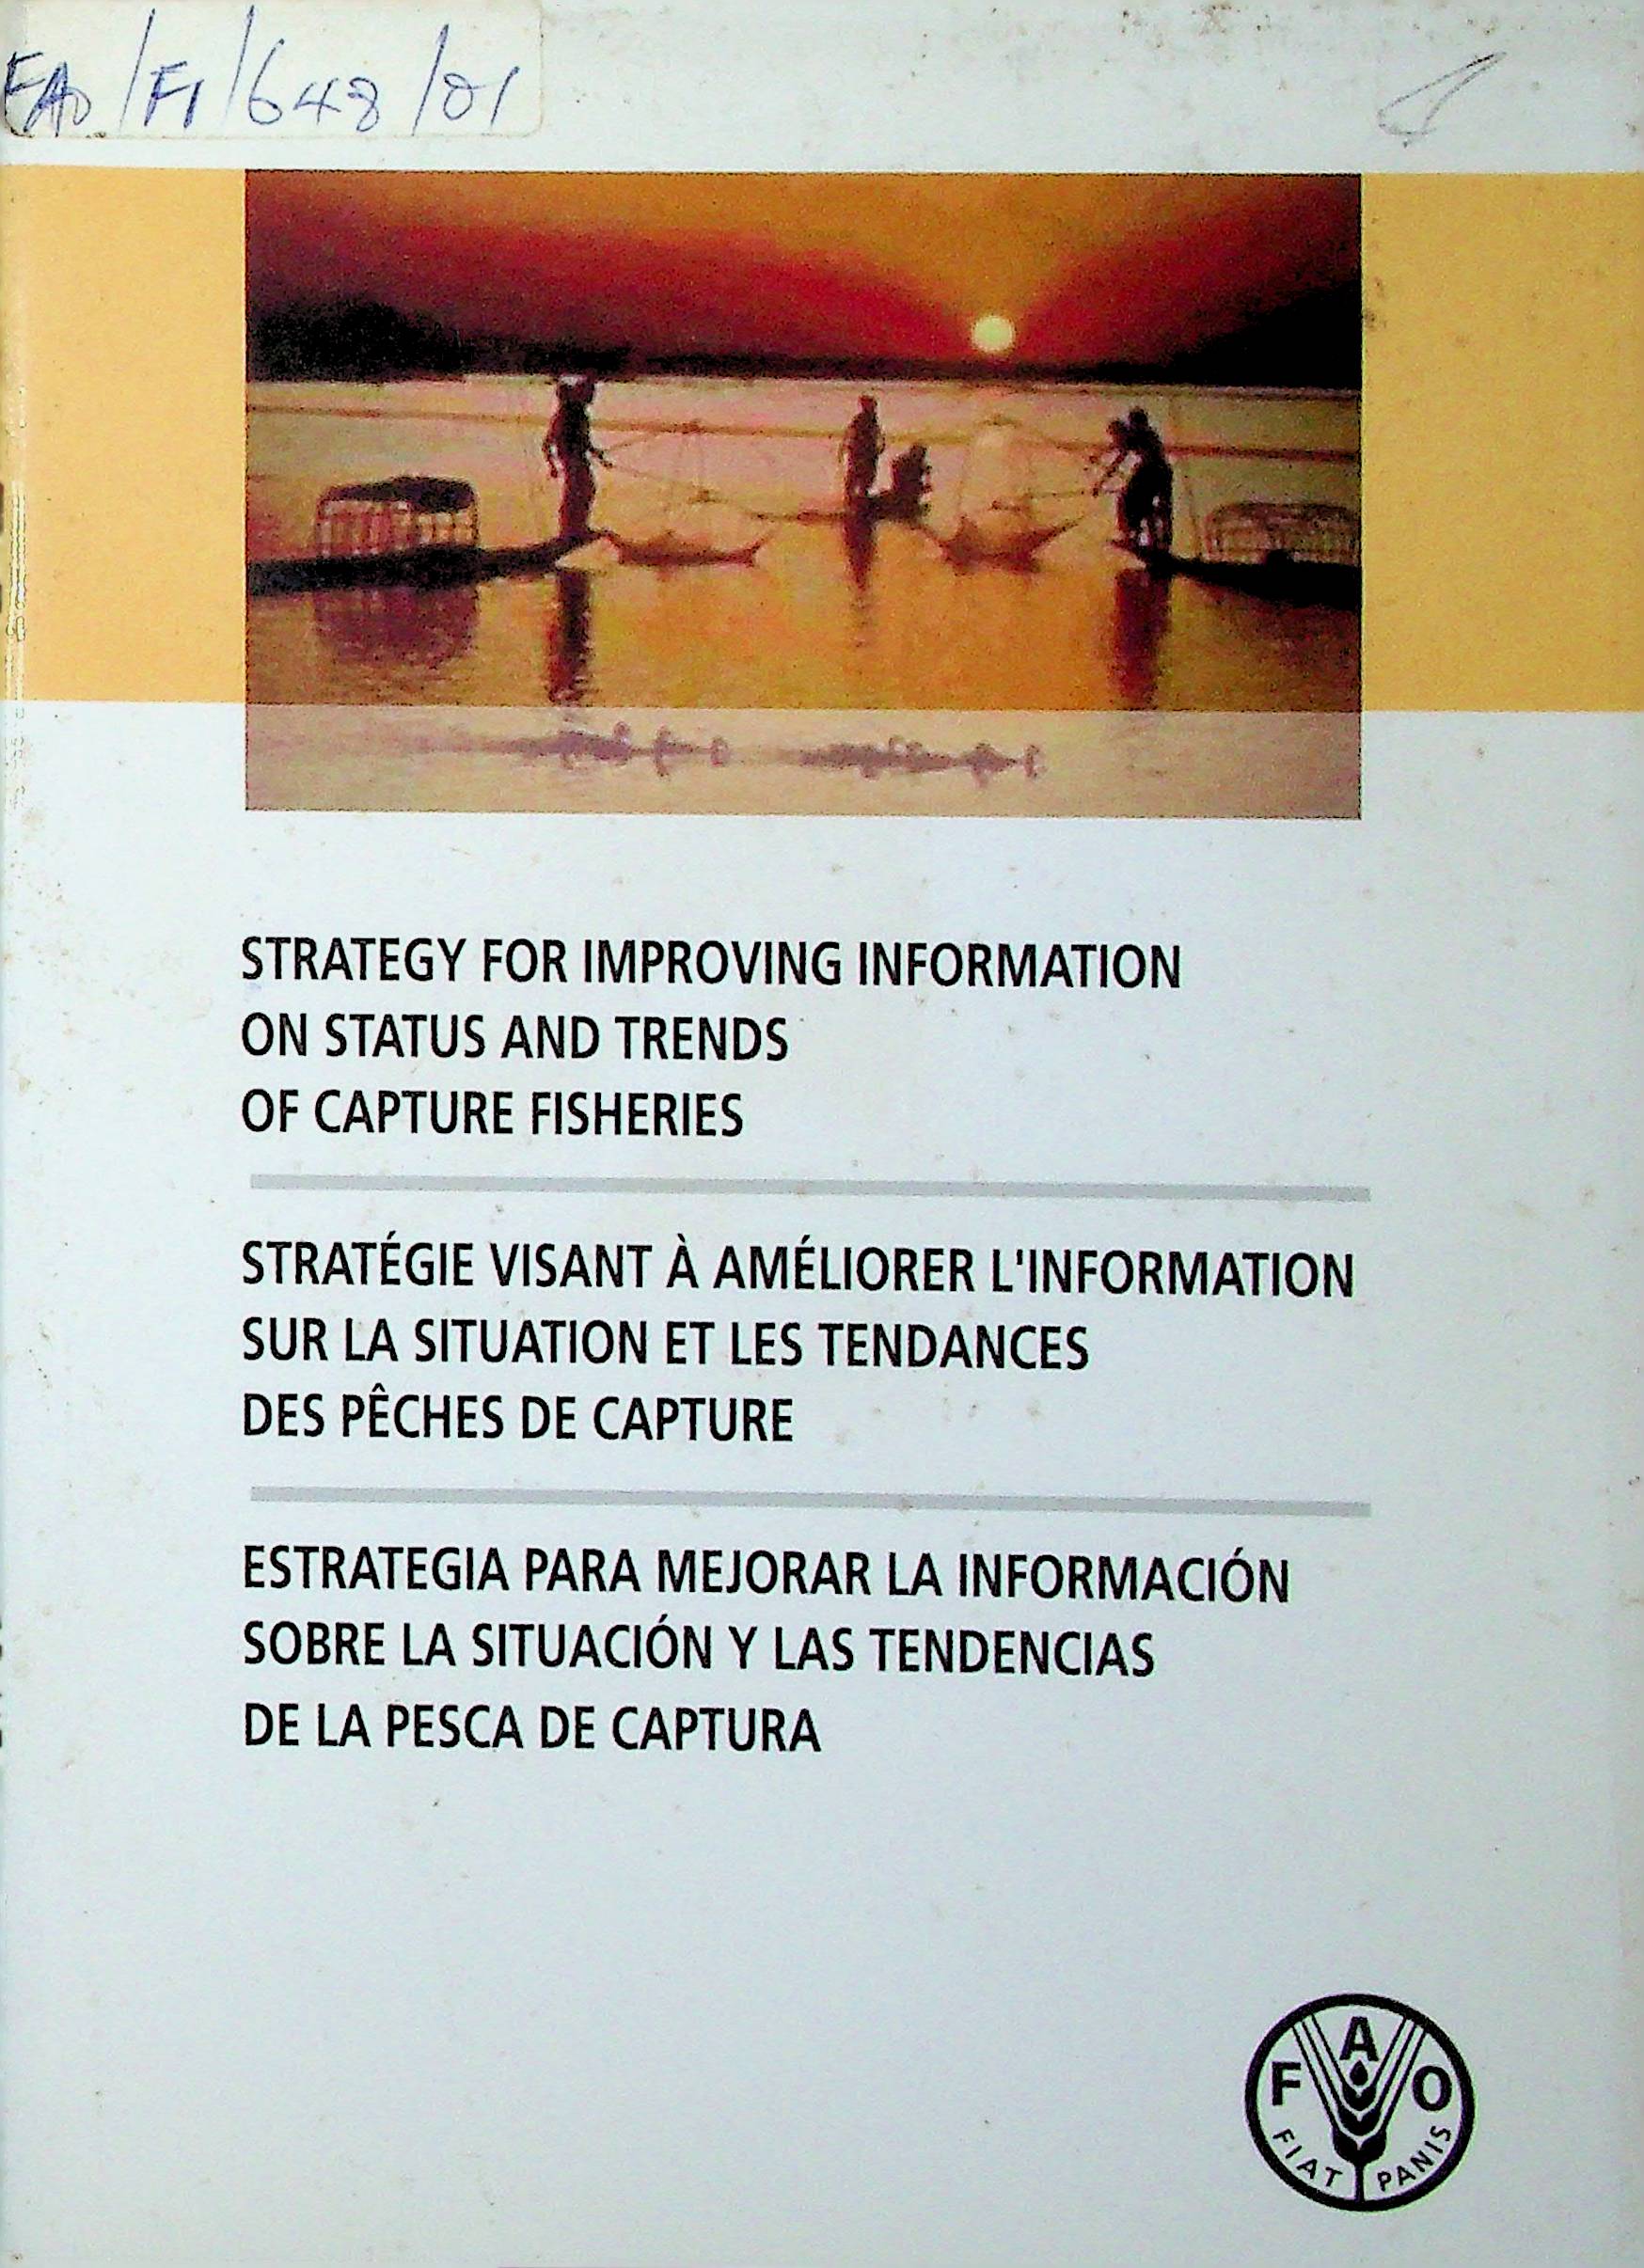 FAO/FI/648/01
STRATEGY FOR IMPROVING INFORMATION
ON STATUS AND TRENDS
OF CAPTURE FISHERIES
STRATÉGIE VISANT À AMÉLIORER L'INFORMATION
SUR LA SITUATION ET LES TENDANCES
DES PÊCHES DE CAPTURE
ESTRATEGIA PARA MEJORAR LA INFORMACIÓN
SOBRE LA SITUACIÓN Y LAS TENDENCIAS
DE LA PESCA DE CAPTURA
FAO
FIAT PANIS